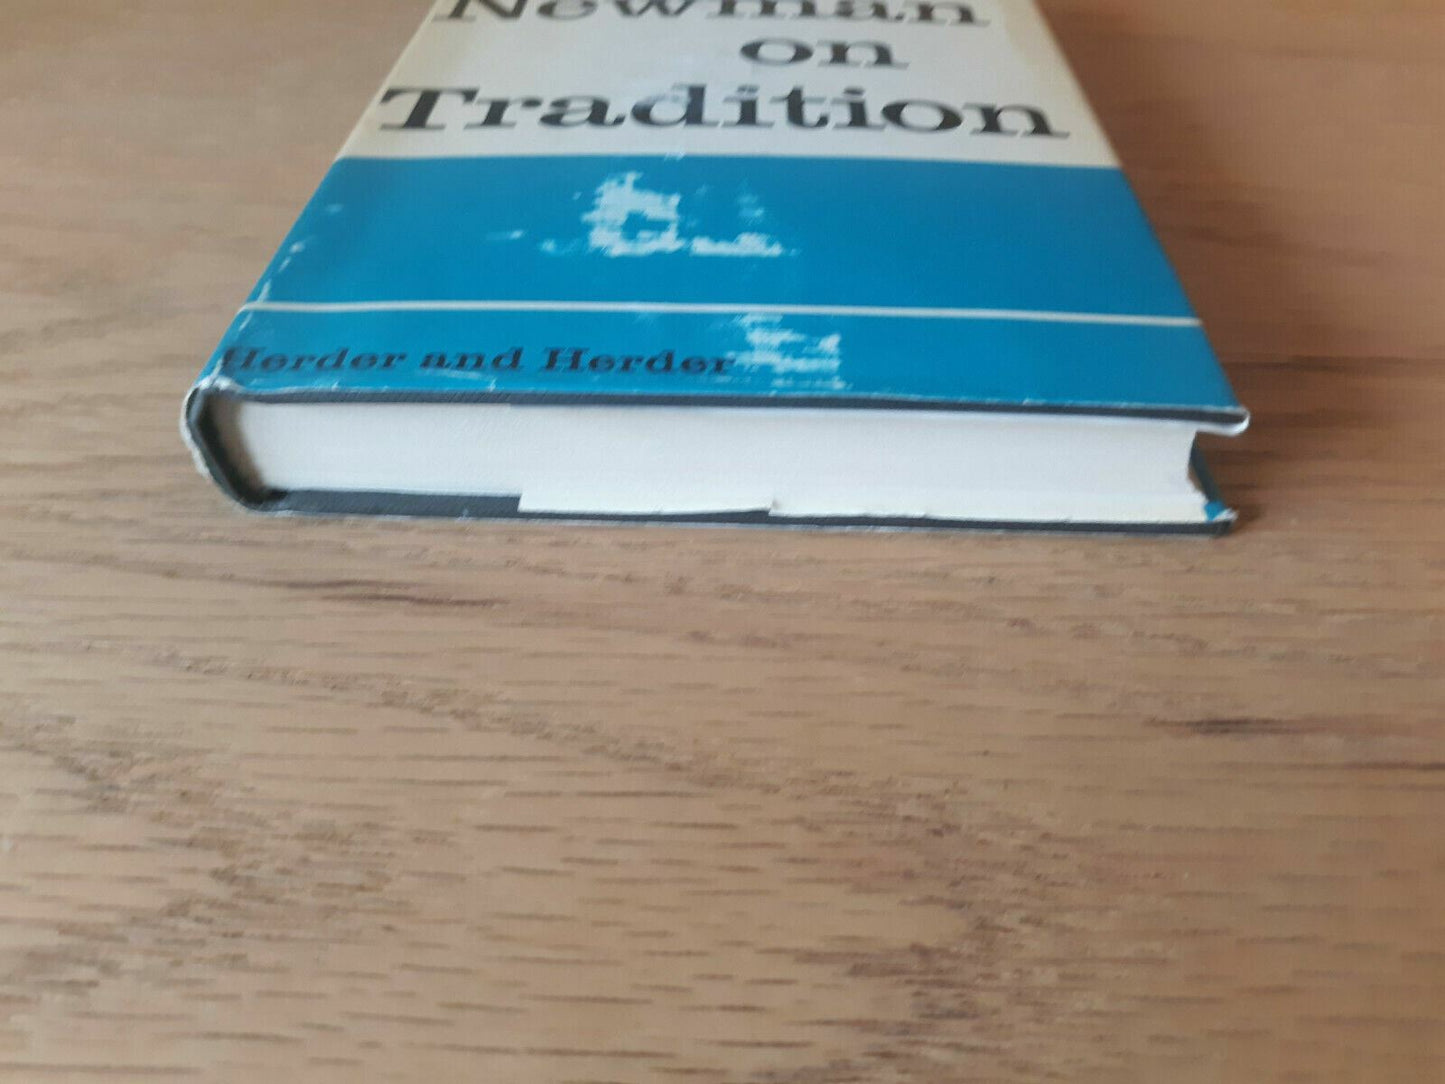 Newman
on
Tradition
Herder and Herder